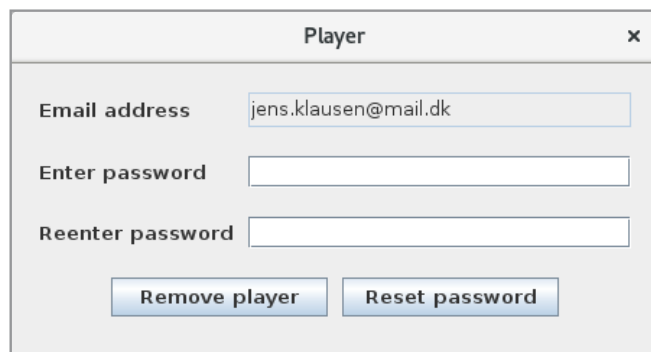 Player
Email address jens.klausen@mail.dk
Enter password
Reenter password
Remove player Reset password